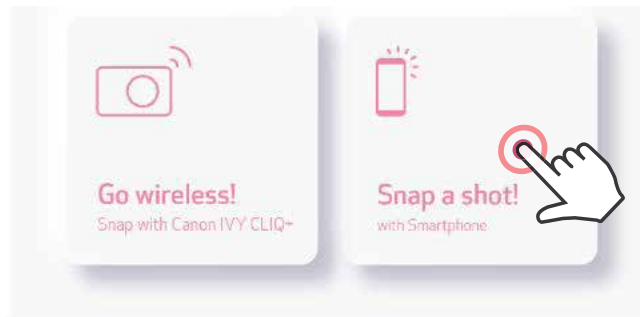 Go wireless!
Snap with Canon IVY CLIQ+
Snap a shot!
with Smartphone